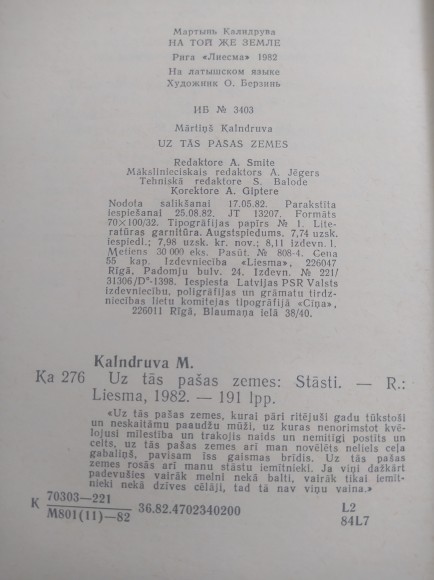 Мартынь Калндрува
НА ТОЙ ЖЕ ЗЕМЛЕ
Рига «Лиесма» 1982
На латышском языке
Художник О. Берзинь
ИБ № 3403
Mārtiņš Kalndruva
UZ TĀS PAŠAS ZEMES
Redaktore A. Smite
Mākslinieciskais redaktors A. Jēgers
Tehniskā redaktore S. Balode
Korektore A. Giptere
Nodota salikšanai 17.05.82. Parakstīta
iespiešanai 25.08.82. JT 13207. Formāts
70×100/32. Tipogrāfijas papīrs № 1. Lite-
ratūras garnitūra. Augstspiedums. 7,74 uzsk.
iespiedl.; 7,98 uzsk. kr. nov.; 8,11 izdevn. l.
Metiens 30 000 eks. Pasūt. № 808-4. Cena
55 kap. Izdevniecība «Liesma», 226047
Rīgā, Padomju bulv. 24. Izdevn. № 221/
31306/Dº-1398. Iespiesta Latvijas PSR Valsts
izdevniecību, poligrāfijas un grāmatu tirdz-
niecības lietu komitejas tipogrāfijā «Cīņa»,
226011 Rīgā, Blaumaņa ielā 38/40.
Kalndruva M.
Ka 276 Uz tās pašas zemes: Stāsti. — R.:
Liesma, 1982. — 191 lpp.
«Uz tās pašas zemes, kurai pāri ritējuši gadu tūkstoši
un neskaitāmu paaudžu mūži, uz kuras nenorimstot kvē-
lojusi mīlestība un trakojis naids un nemitīgi postīts un
celts, uz tās pašas zemes arī man novēlēts neliels ceļa
gabaliņš, pavisam īss gaismas brīdis. Uz tās pašas
zemes rosās arī manu stāstu iemītnieki. Ja viņi dažkārt
padevušies vairāk melni nekā balti, vairāk tikai iemīt-
nieki nekā dzīves cēlāji, tad tā nav viņu vaina.»
К 70303—221
M801(11)—82 36.82.4702340200 L2
84L7